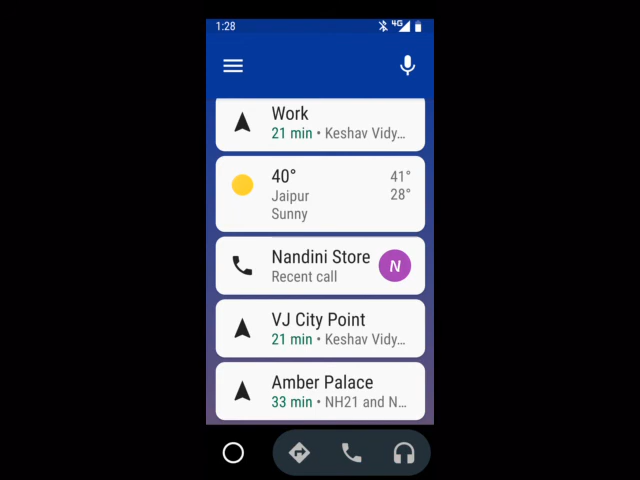 1:28
4G
Work
21 min • Keshav Vidy...
40°
41°
Jaipur
28°
Sunny
Nandini Store
N
Recent call
VJ City Point
21 min • Keshav Vidy...
Amber Palace
33 min • NH21 and N...